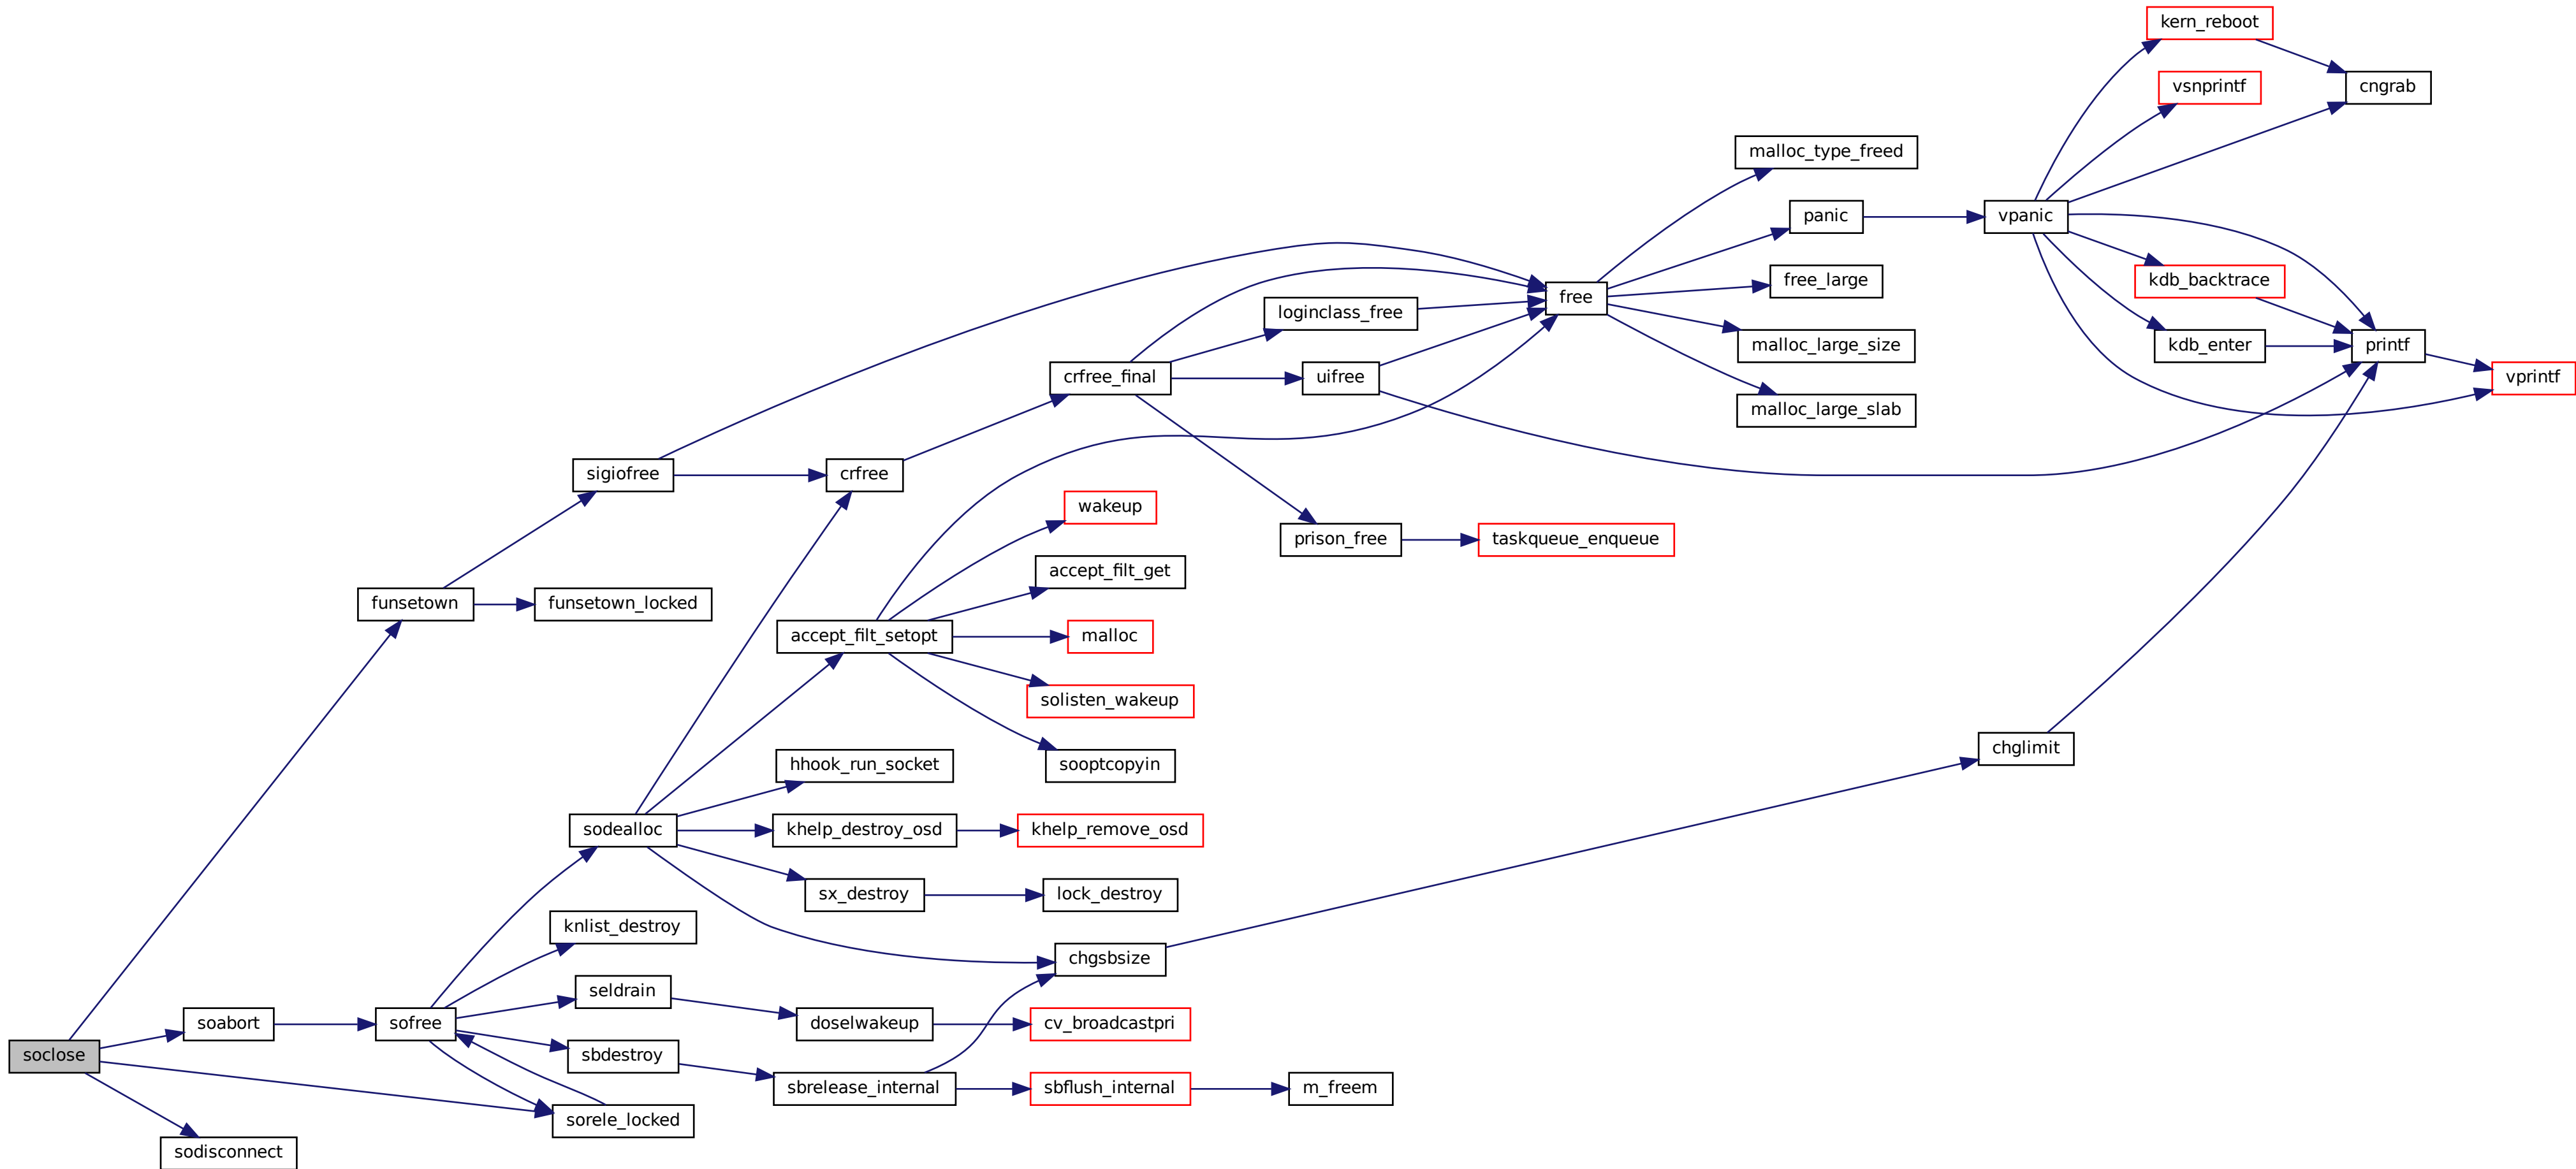 kern_reboot
vsnprintf
cngrab
malloc_type_freed
panic
vpanic
free_large
kdb_backtrace
free
loginclass_free
malloc_large_size
kdb_enter
printf
crfree_final
uifree
vprintf
malloc_large_slab
sigiofree
crfree
wakeup
prison_free
taskqueue_enqueue
accept_filt_get
funsetown
funsetown_locked
accept_filt_setopt
malloc
solisten_wakeup
chglimit
hhook_run_socket
sooptcopyin
sodealloc
khelp_destroy_osd
khelp_remove_osd
sx_destroy
lock_destroy
knlist_destroy
chgsbsize
seldrain
soabort
sofree
doselwakeup
cv_broadcastpri
soclose
sbdestroy
sbrelease_internal
sbflush_internal
m_freem
sorele_locked
sodisconnect